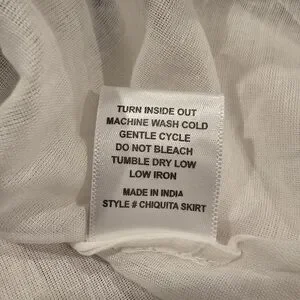 TURN INSIDE OUT
MACHINE WASH COLD
GENTLE CYCLE
DO NOT BLEACH
TUMBLE DRY LOW
LOW IRON
MADE IN INDIA
STYLE # CHIQUITA SKIRT